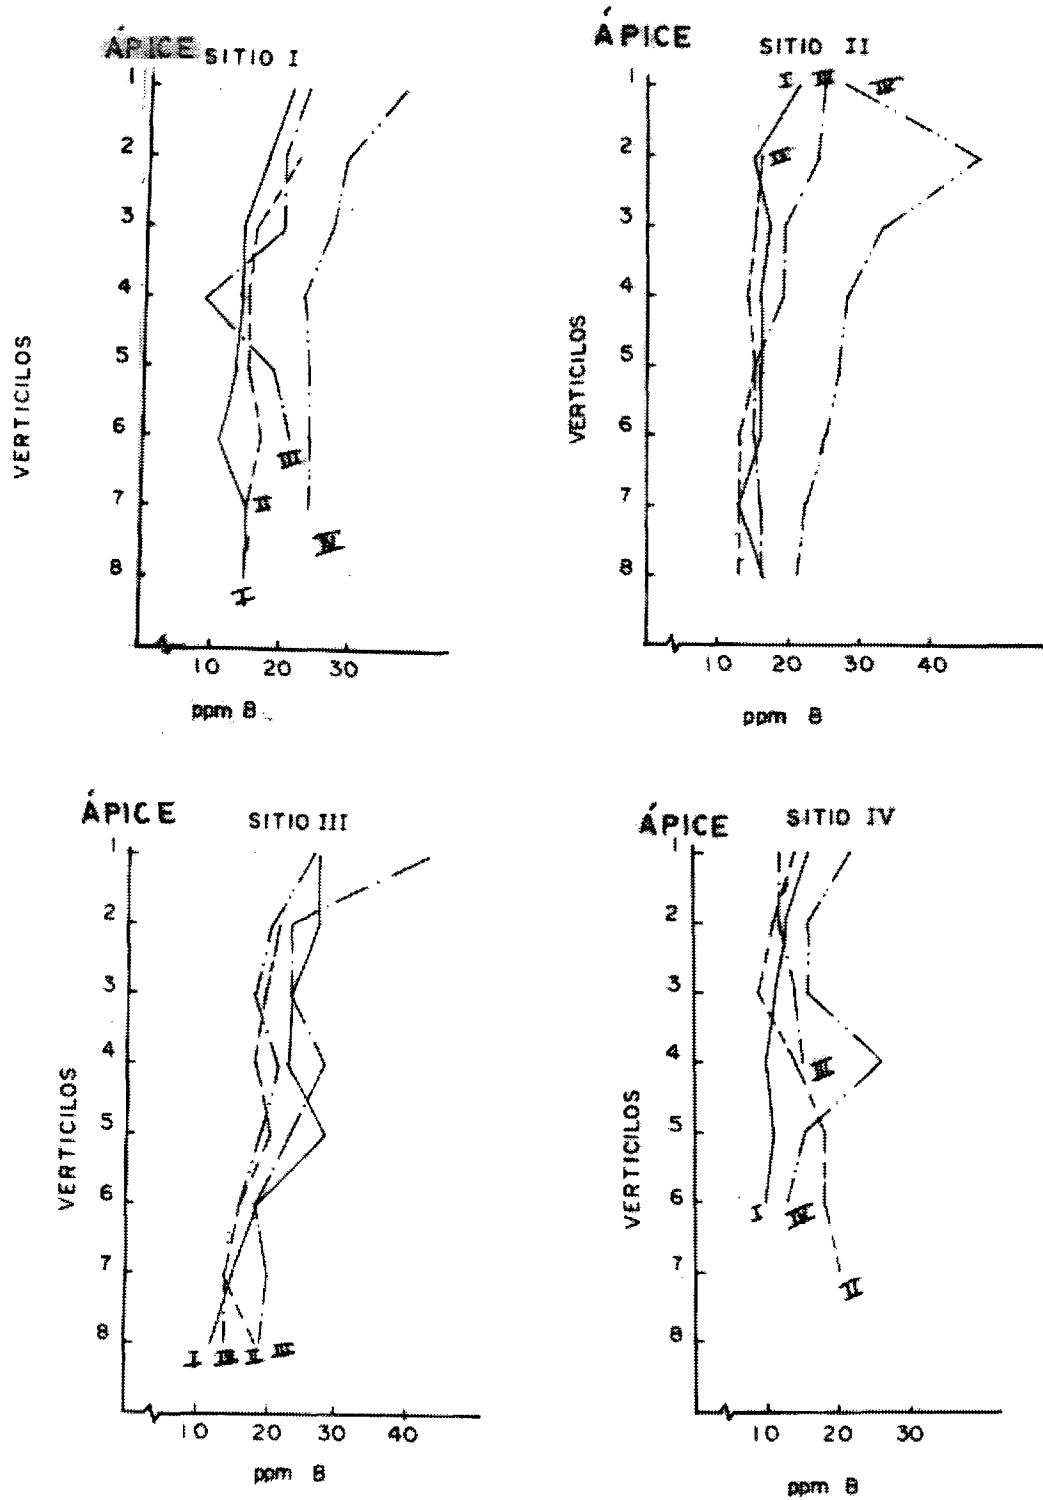 ÁPICE SITIO I
1
2
3
4
5
6
7
8
VERTICILOS
III
II
IV
I
10 20 30
ppm B
ÁPICE SITIO II
1
2
3
4
5
6
7
8
VERTICILOS
I III IV
II
10 20 30 40
ppm B
ÁPICE SITIO III
1
2
3
4
5
6
7
8
VERTICILOS
I IV II III
10 20 30 40
ppm B
ÁPICE SITIO IV
1
2
3
4
5
6
7
8
VERTICILOS
III
I IV
II
10 20 30
ppm B